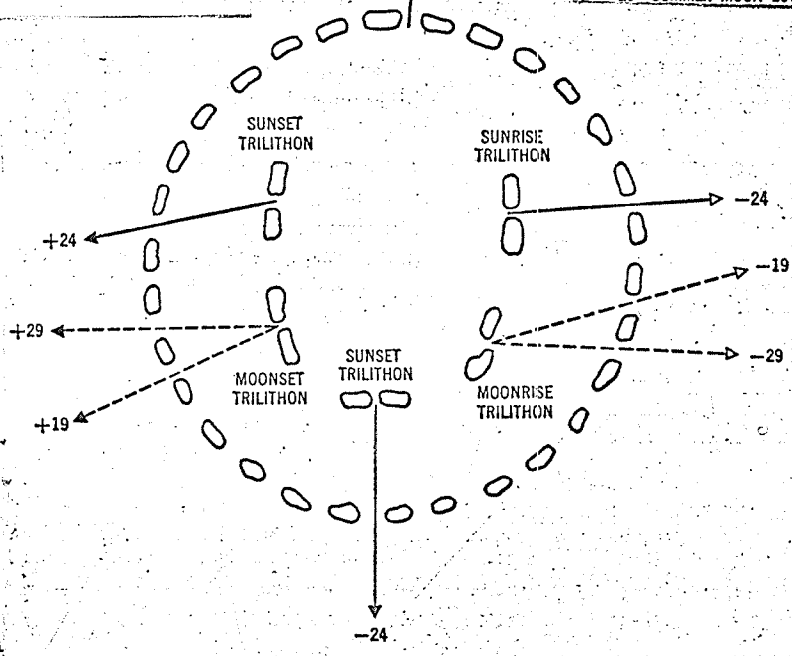 SUNSET
TRILITHON
SUNRISE
TRILITHON
+24
−24
−19
+29
−29
SUNSET
TRILITHON
MOONSET
TRILITHON
MOONRISE
TRILITHON
+19
−24